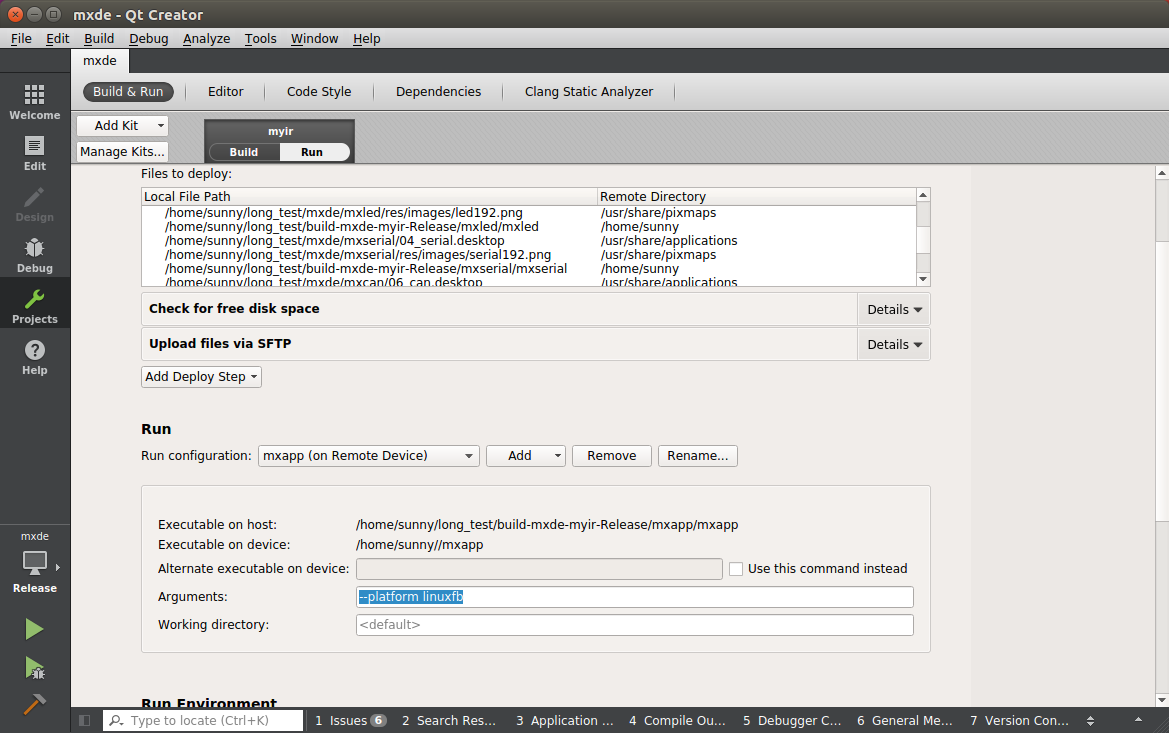 mxde - Qt Creator
File Edit Build Debug Analyze Tools Window Help
mxde
Build & Run Editor Code Style Dependencies Clang Static Analyzer
Add Kit
Manage Kits...
myir
Build Run
Welcome
Edit
Design
Debug
Projects
Help
mxde
Release
Files to deploy:
Local File Path Remote Directory
/home/sunny/long_test/mxde/mxled/res/images/led192.png /usr/share/pixmaps
/home/sunny/long_test/build-mxde-myir-Release/mxled/mxled /home/sunny
/home/sunny/long_test/mxde/mxserial/04_serial.desktop /usr/share/applications
/home/sunny/long_test/mxde/mxserial/res/images/serial192.png /usr/share/pixmaps
/home/sunny/long_test/build-mxde-myir-Release/mxserial/mxserial /home/sunny
/home/sunny/long_test/mxde/mxcan/06_can.desktop /usr/share/applications
Check for free disk space Details
Upload files via SFTP Details
Add Deploy Step
Run
Run configuration: mxapp (on Remote Device) Add Remove Rename...
Executable on host: /home/sunny/long_test/build-mxde-myir-Release/mxapp/mxapp
Executable on device: /home/sunny//mxapp
Alternate executable on device: Use this command instead
Arguments: --platform linuxfb
Working directory: <default>
Run Environment
Type to locate (Ctrl+K) 1 Issues 6 2 Search Res... 3 Application ... 4 Compile Ou... 5 Debugger C... 6 General Me... 7 Version Con...